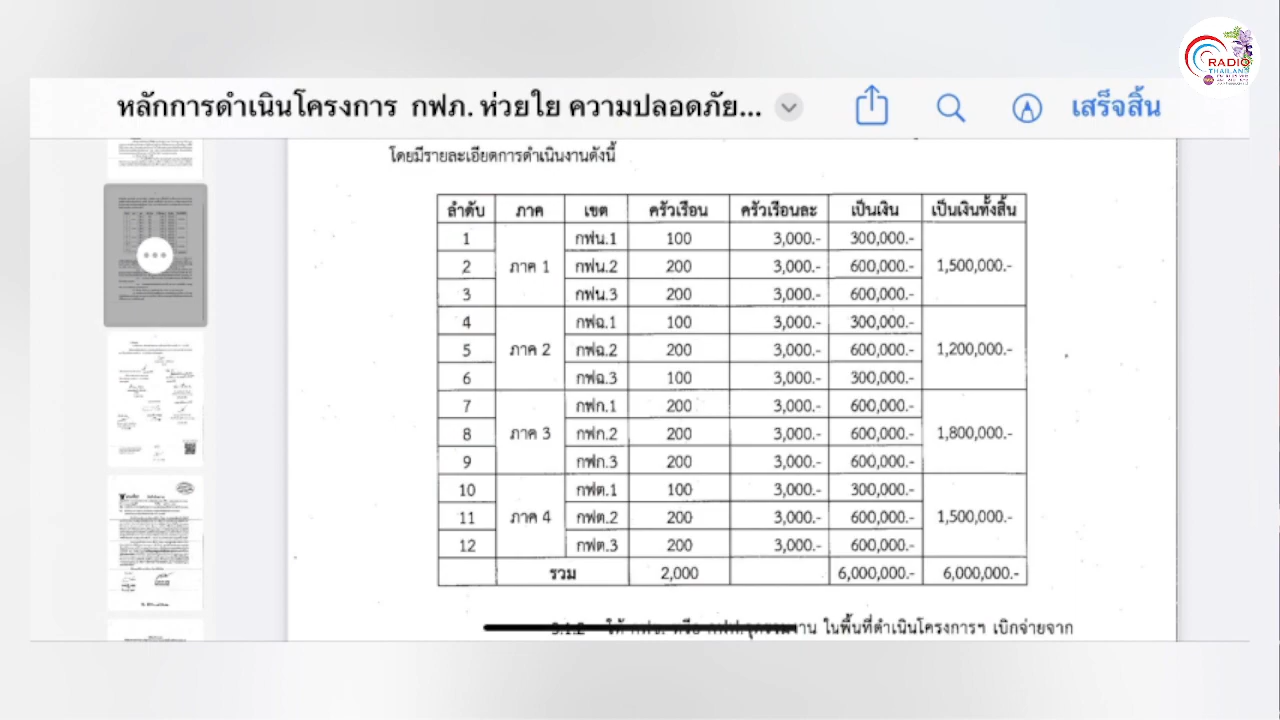 RADIO
THAILAND
หลักการดำเนินโครงการ กฟภ. ห่วงใย ความปลอดภัย...
เสร็จสิ้น
โดยมีรายละเอียดการดำเนินงานดังนี้
ลำดับ ภาค เขต ครัวเรือน ครัวเรือนละ เป็นเงิน เป็นเงินทั้งสิ้น
1 กฟน.1 100 3,000.- 300,000.-
2 ภาค 1 กฟน.2 200 3,000.- 600,000.- 1,500,000.-
3 กฟน.3 200 3,000.- 600,000.-
4 กฟฉ.1 100 3,000.- 300,000.-
5 ภาค 2 กฟฉ.2 200 3,000.- 600,000.- 1,200,000.-
6 กฟฉ.3 100 3,000.- 300,000.-
7 กฟก.1 200 3,000.- 600,000.-
8 ภาค 3 กฟก.2 200 3,000.- 600,000.- 1,800,000.-
9 กฟก.3 200 3,000.- 600,000.-
10 กฟต.1 100 3,000.- 300,000.-
11 ภาค 4 กฟต.2 200 3,000.- 600,000.- 1,500,000.-
12 กฟต.3 200 3,000.- 600,000.-
รวม 2,000 6,000,000.- 6,000,000.-
ในพื้นที่ดำเนินโครงการฯ เบิกจ่ายจาก